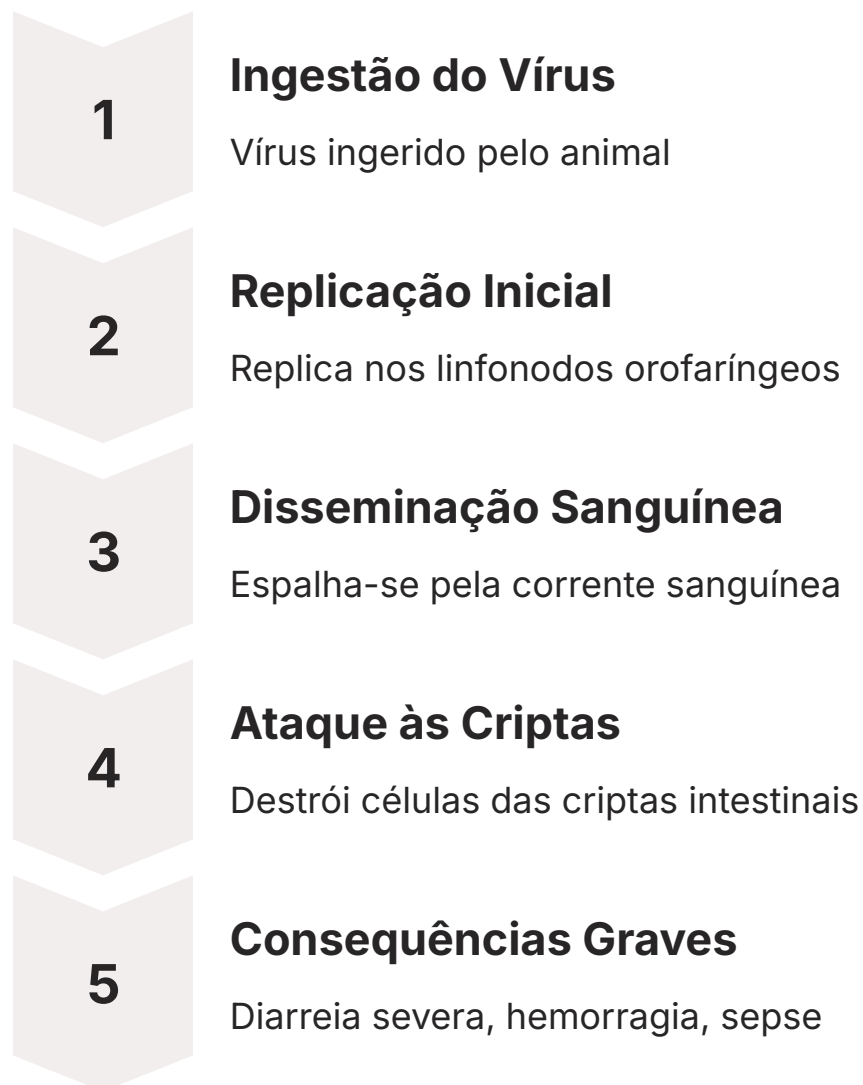 1
Ingestão do Vírus
Vírus ingerido pelo animal
2
Replicação Inicial
Replica nos linfonodos orofaríngeos
3
Disseminação Sanguínea
Espalha-se pela corrente sanguínea
4
Ataque às Criptas
Destrói células das criptas intestinais
5
Consequências Graves
Diarreia severa, hemorragia, sepse